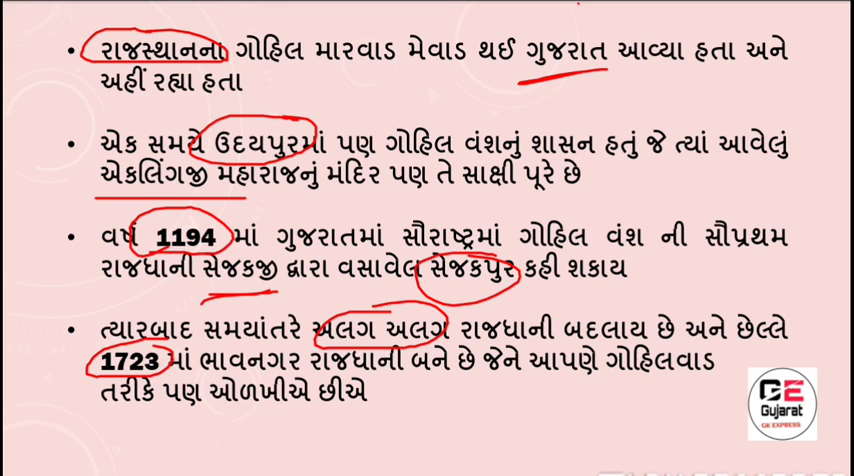 • રાજસ્થાનના ગોહિલ મારવાડ મેવાડ થઈ ગુજરાત આવ્યા હતા અને
અહીં રહ્યા હતા
• એક સમયે ઉદયપુરમાં પણ ગોહિલ વંશનું શાસન હતું જે ત્યાં આવેલું
એકલિંગજી મહારાજનું મંદિર પણ તે સાક્ષી પૂરે છે
• વર્ષ 1194 માં ગુજરાતમાં સૌરાષ્ટ્રમાં ગોહિલ વંશ ની સૌપ્રથમ
રાજધાની સેજકજી દ્વારા વસાવેલ સેજકપુર કહી શકાય
• ત્યારબાદ સમયાંતરે અલગ અલગ રાજધાની બદલાય છે અને છેલ્લે
1723 માં ભાવનગર રાજધાની બને છે જેને આપણે ગોહિલવાડ
તરીકે પણ ઓળખીએ છીએ
GE
Gujarat
GK EXPRESS